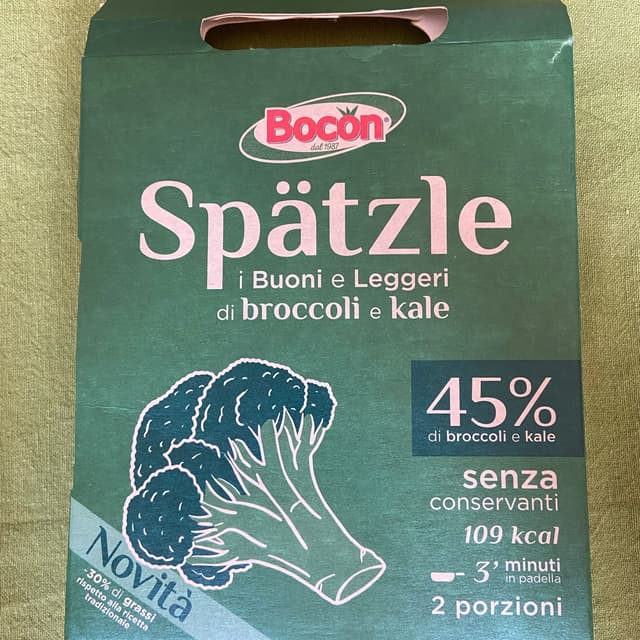 Bocon®
dal 1987
Spätzle
i Buoni e Leggeri
di broccoli e kale
45%
di broccoli e kale
senza
conservanti
109 kcal
3’ minuti
in padella
2 porzioni
Novità
-30% di grassi
rispetto alla ricetta
tradizionale